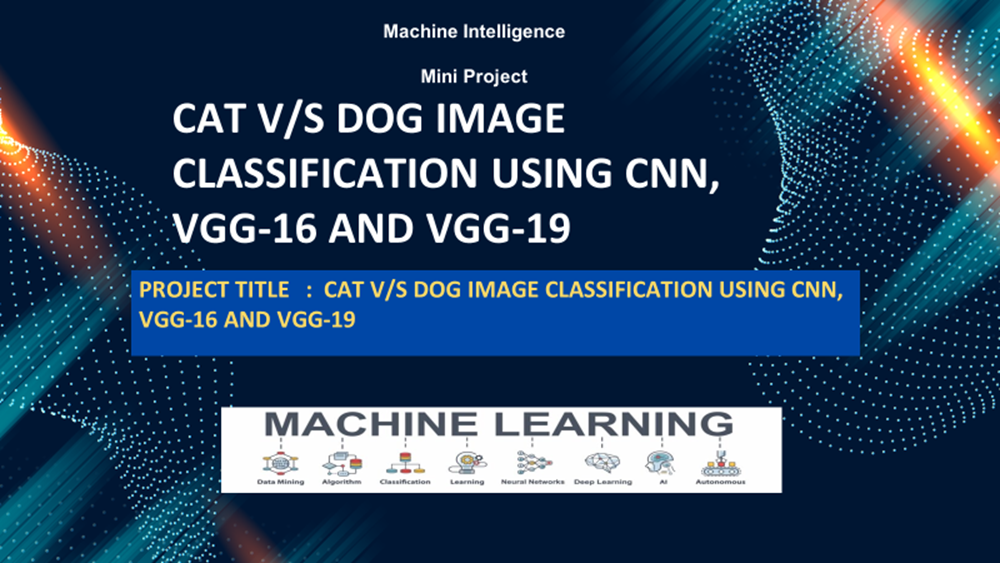 Machine Intelligence
Mini Project
CAT V/S DOG IMAGE
CLASSIFICATION USING CNN,
VGG-16 AND VGG-19
PROJECT TITLE : CAT V/S DOG IMAGE CLASSIFICATION USING CNN,
VGG-16 AND VGG-19
MACHINE LEARNING
Data Mining Algorithm Classification Learning Neural Networks Deep Learning AI Autonomous